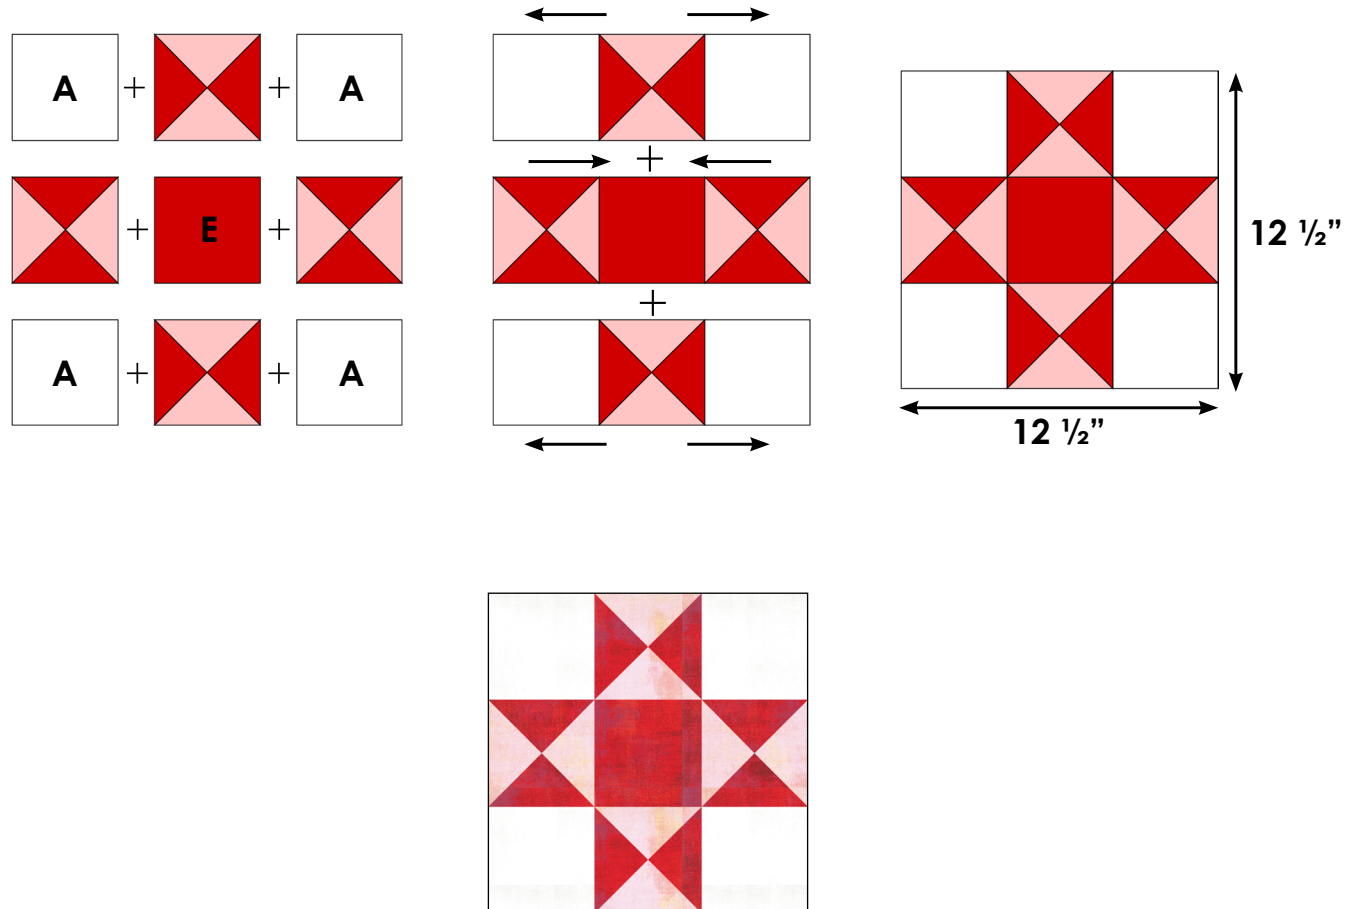 A + + A
+ E +
A + + A
+
+
12 ½”
12 ½”